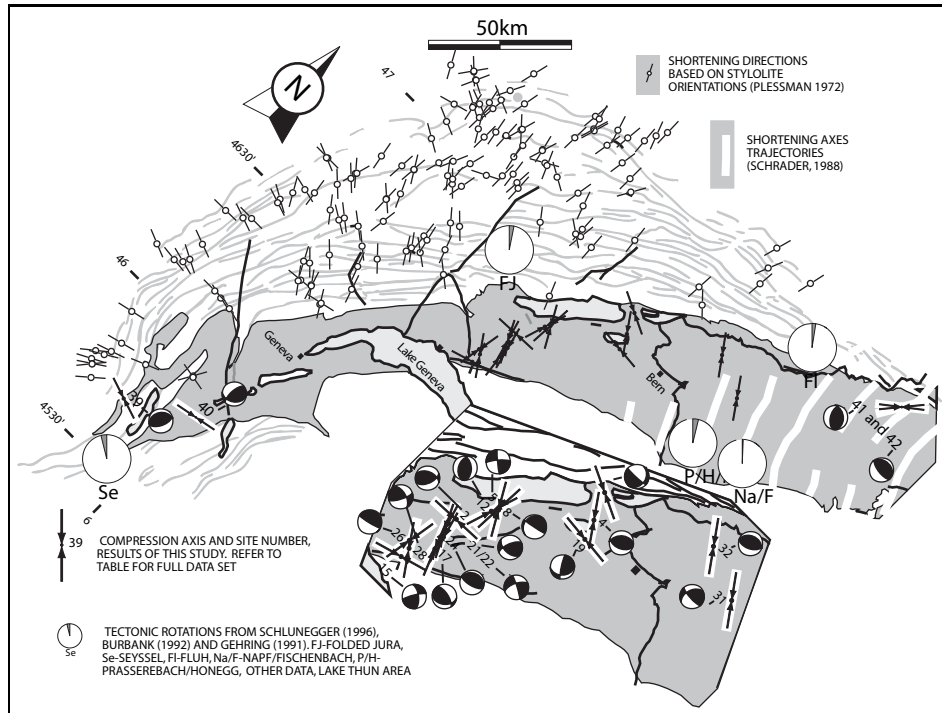 50km
SHORTENING DIRECTIONS
BASED ON STYLOLITE
ORIENTATIONS (PLESSMAN 1972)
N
47
SHORTENING AXES
TRAJECTORIES
(SCHRADER, 1988)
4630'
46
FJ
Geneva
Lake Geneva
Bern
Fl
39
40
41 and 42
4530'
Se
P/H/
Na/F
6
39 COMPRESSION AXIS AND SITE NUMBER,
RESULTS OF THIS STUDY. REFER TO
TABLE FOR FULL DATA SET
18
4
19
26
28
17
21/22
15
32
31
TECTONIC ROTATIONS FROM SCHLUNEGGER (1996),
BURBANK (1992) AND GEHRING (1991). FJ-FOLDED JURA,
Se-SEYSSEL, Fl-FLUH, Na/F-NAPF/FISCHENBACH, P/H-
PRASSEREBACH/HONEGG, OTHER DATA, LAKE THUN AREA
Se